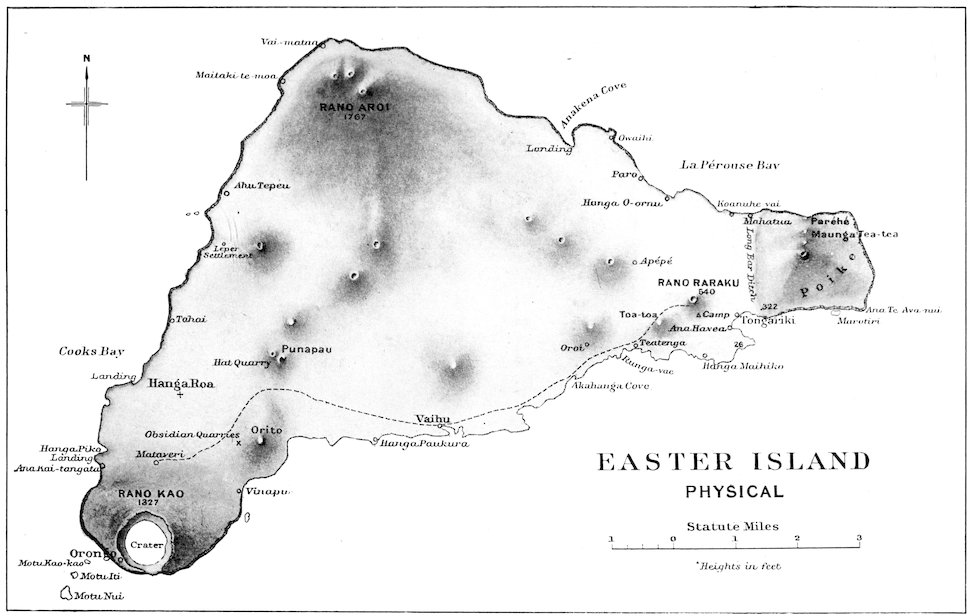 Vai-mataa
N
Maitaki-te-moa
RANO AROI
1767
Anakena Cove
Owaihi
Landing
La Pérouse Bay
Paro
Ahu Tepeu
Hanga O-ornu
Koanuhe vai
Mahatua
Parehe
Maunga Tea-tea
Long Ear Ditch
Poike
Leper
Settlement
Apépé
RANO RARAKU
540
322
Ana Te Ava-nui
Marotiri
Toa-toa
Camp
Tongariki
Ana Havea
Tahai
Cooks Bay
Punapau
Hat Quarry
Oroi
Teatenga
26
Runga-vae
Hanga Maihiko
Landing
Hanga Roa
Akahanga Cove
Vaihu
Obsidian Quarries
Orito
Hanga Paukura
Hanga Piko
Landing
Mataveri
Ana Kai-tangata
EASTER ISLAND
PHYSICAL
RANO KAO
1327
Vinapu
Statute Miles
1 0 1 2 3
Crater
Orongo
Motu Kao-kao
*Heights in feet
Motu Iti
Motu Nui